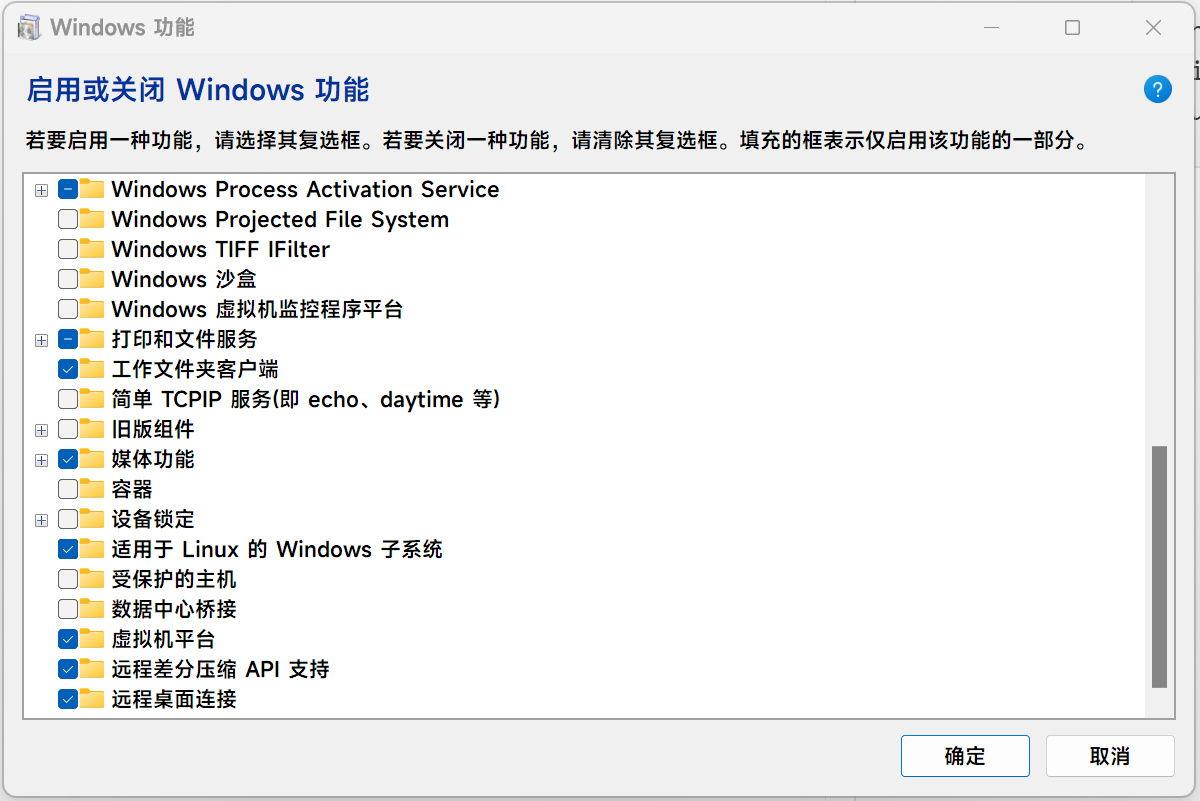 Windows 功能
启用或关闭 Windows 功能
?
若要启用一种功能，请选择其复选框。若要关闭一种功能，请清除其复选框。填充的框表示仅启用该功能的一部分。
Windows Process Activation Service
Windows Projected File System
Windows TIFF IFilter
Windows 沙盒
Windows 虚拟机监控程序平台
打印和文件服务
工作文件夹客户端
简单 TCPIP 服务(即 echo、daytime 等)
旧版组件
媒体功能
容器
设备锁定
适用于 Linux 的 Windows 子系统
受保护的主机
数据中心桥接
虚拟机平台
远程差分压缩 API 支持
远程桌面连接
确定
取消